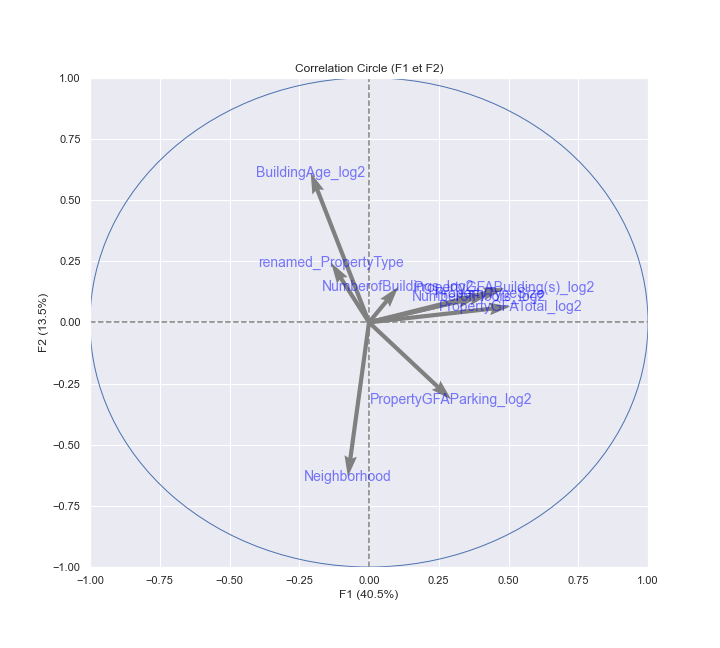 Correlation Circle (F1 et F2)
1.00
0.75
0.50
0.25
0.00
−0.25
−0.50
−0.75
−1.00
F2 (13.5%)
BuildingAge_log2
renamed_PropertyType
NumberofBuildings_log2
PropertyGFABuilding(s)_log2
PropertyGFATotal_log2
PropertyGFAParking_log2
Neighborhood
−1.00 −0.75 −0.50 −0.25 0.00 0.25 0.50 0.75 1.00
F1 (40.5%)